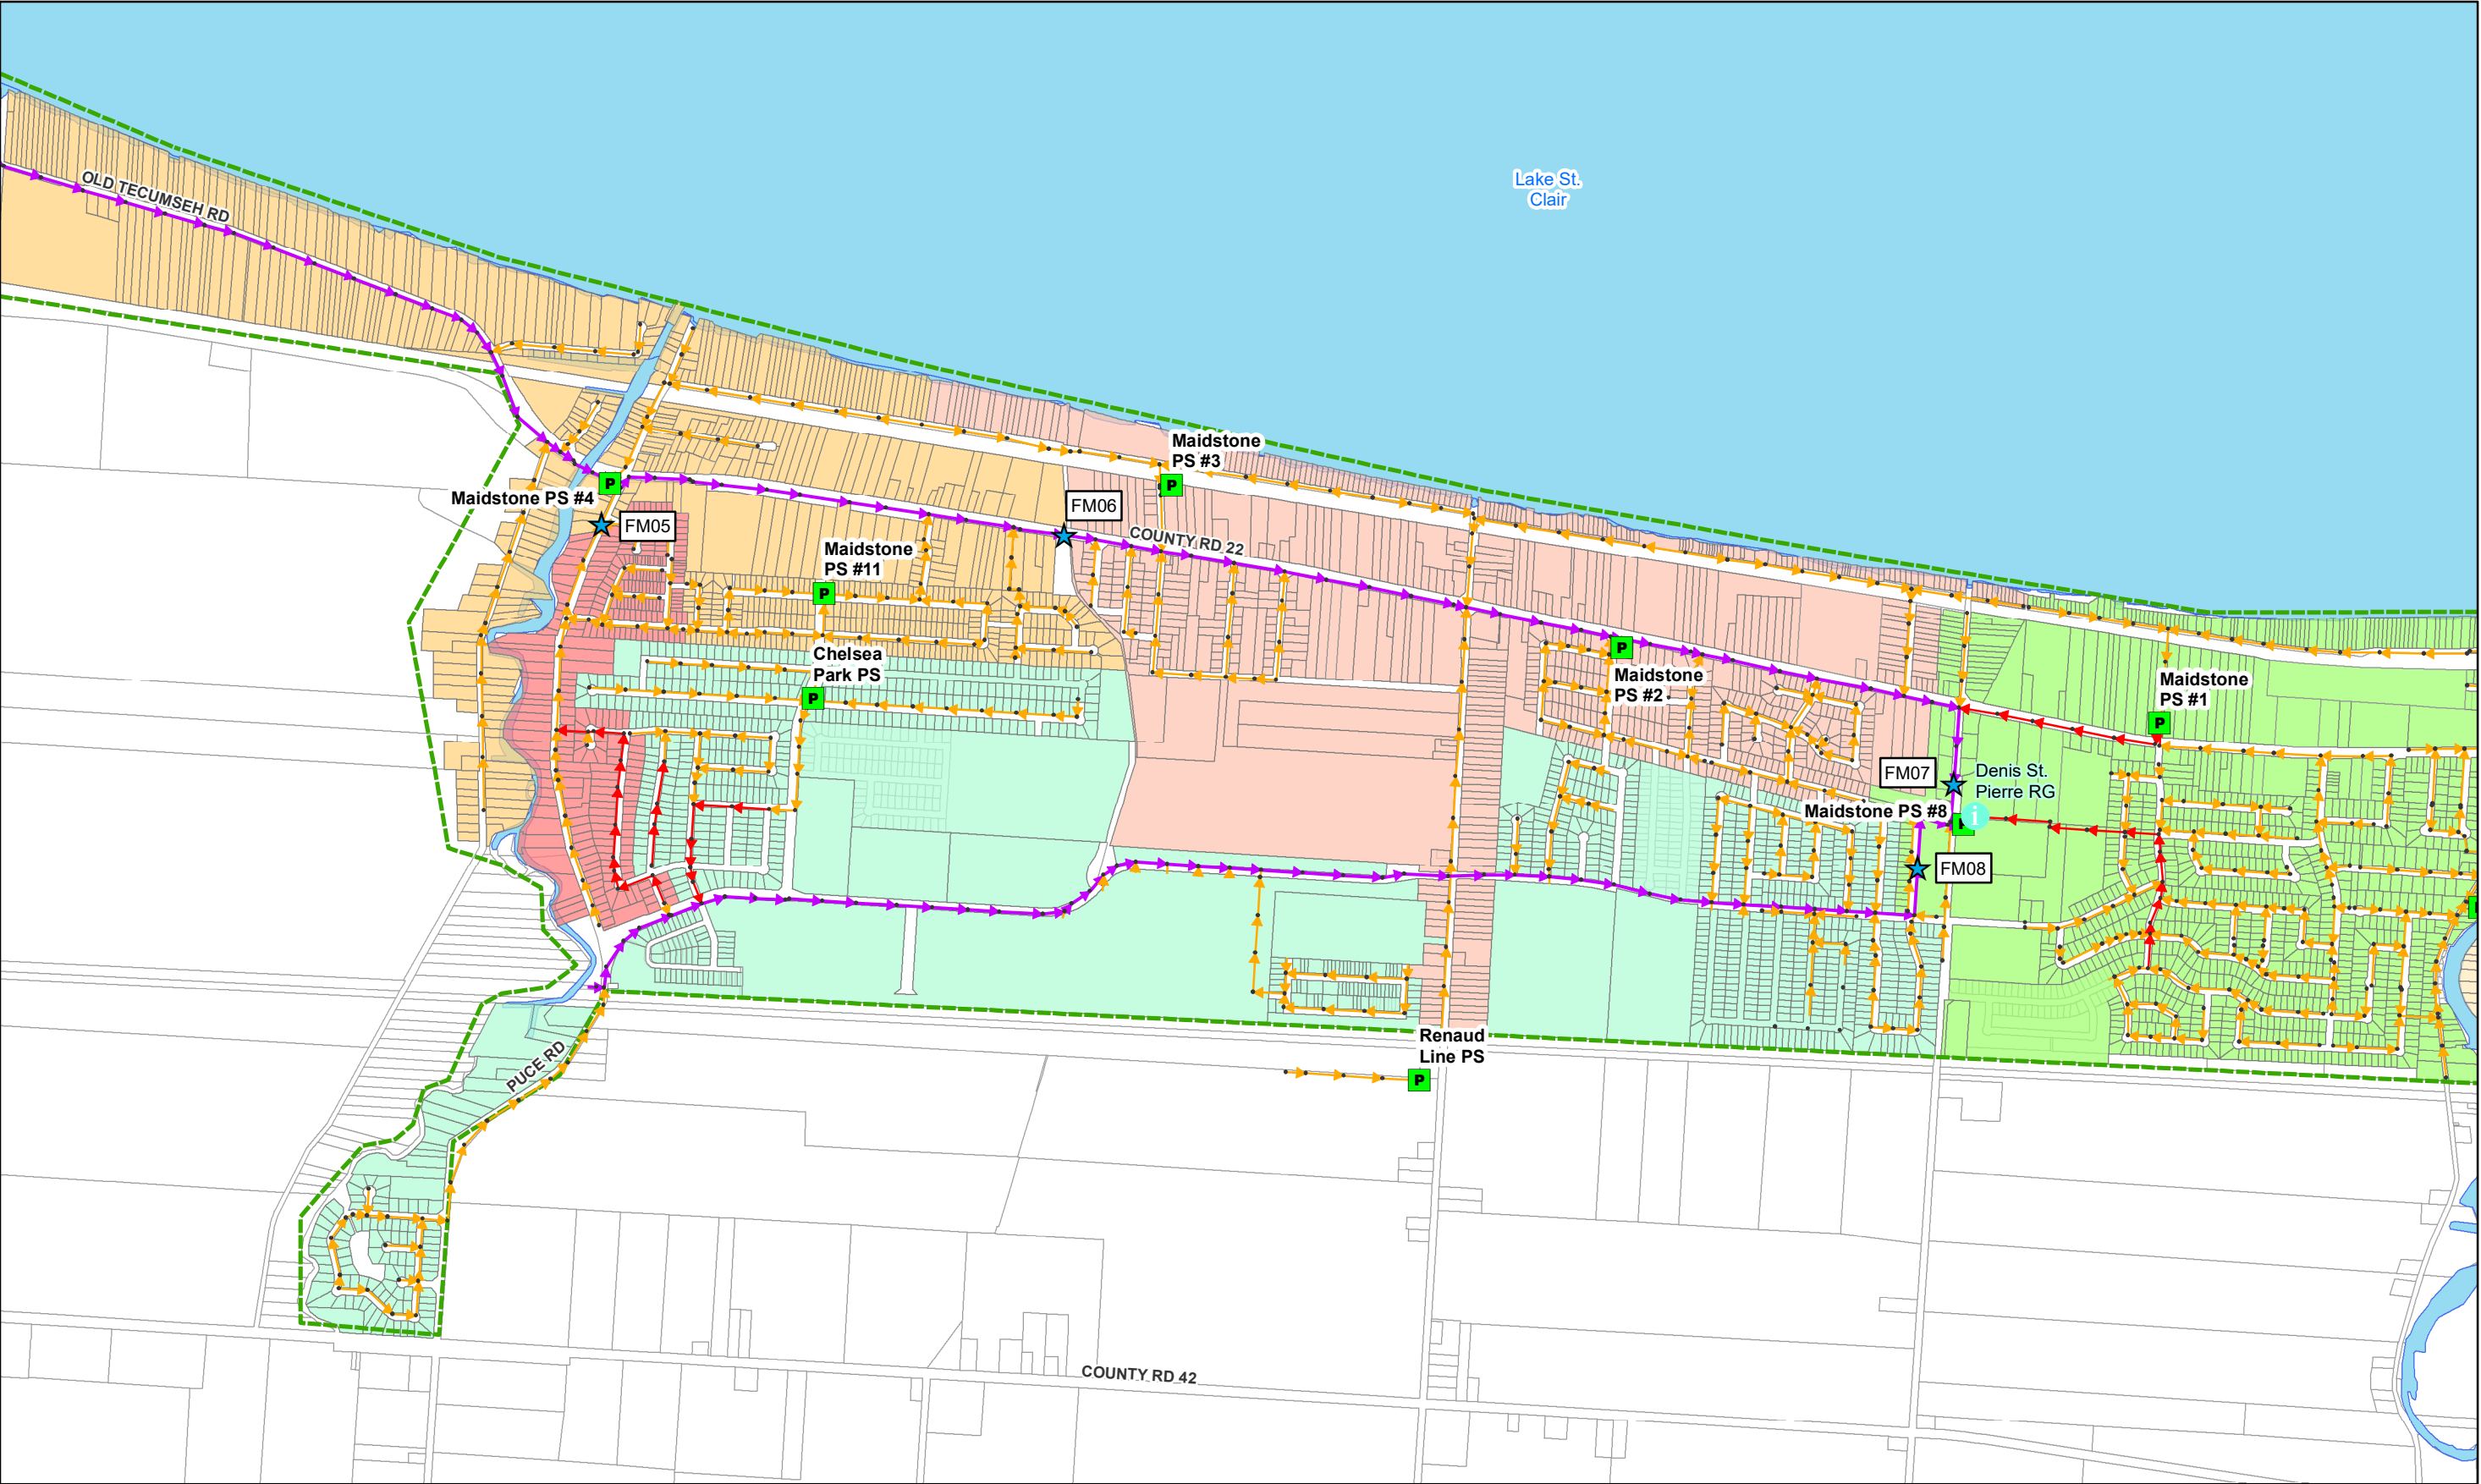 Lake St.
Clair
OLD TECUMSEH RD
Maidstone
PS #3
Maidstone PS #4
FM05
FM06
COUNTY RD 22
Maidstone
PS #11
Chelsea
Park PS
Maidstone
PS #2
Maidstone
PS #1
FM07
Denis St.
Pierre RG
Maidstone PS #8
FM08
Renaud
Line PS
PUCE RD
COUNTY RD 42
P
P
P
P
P
P
P
P
i